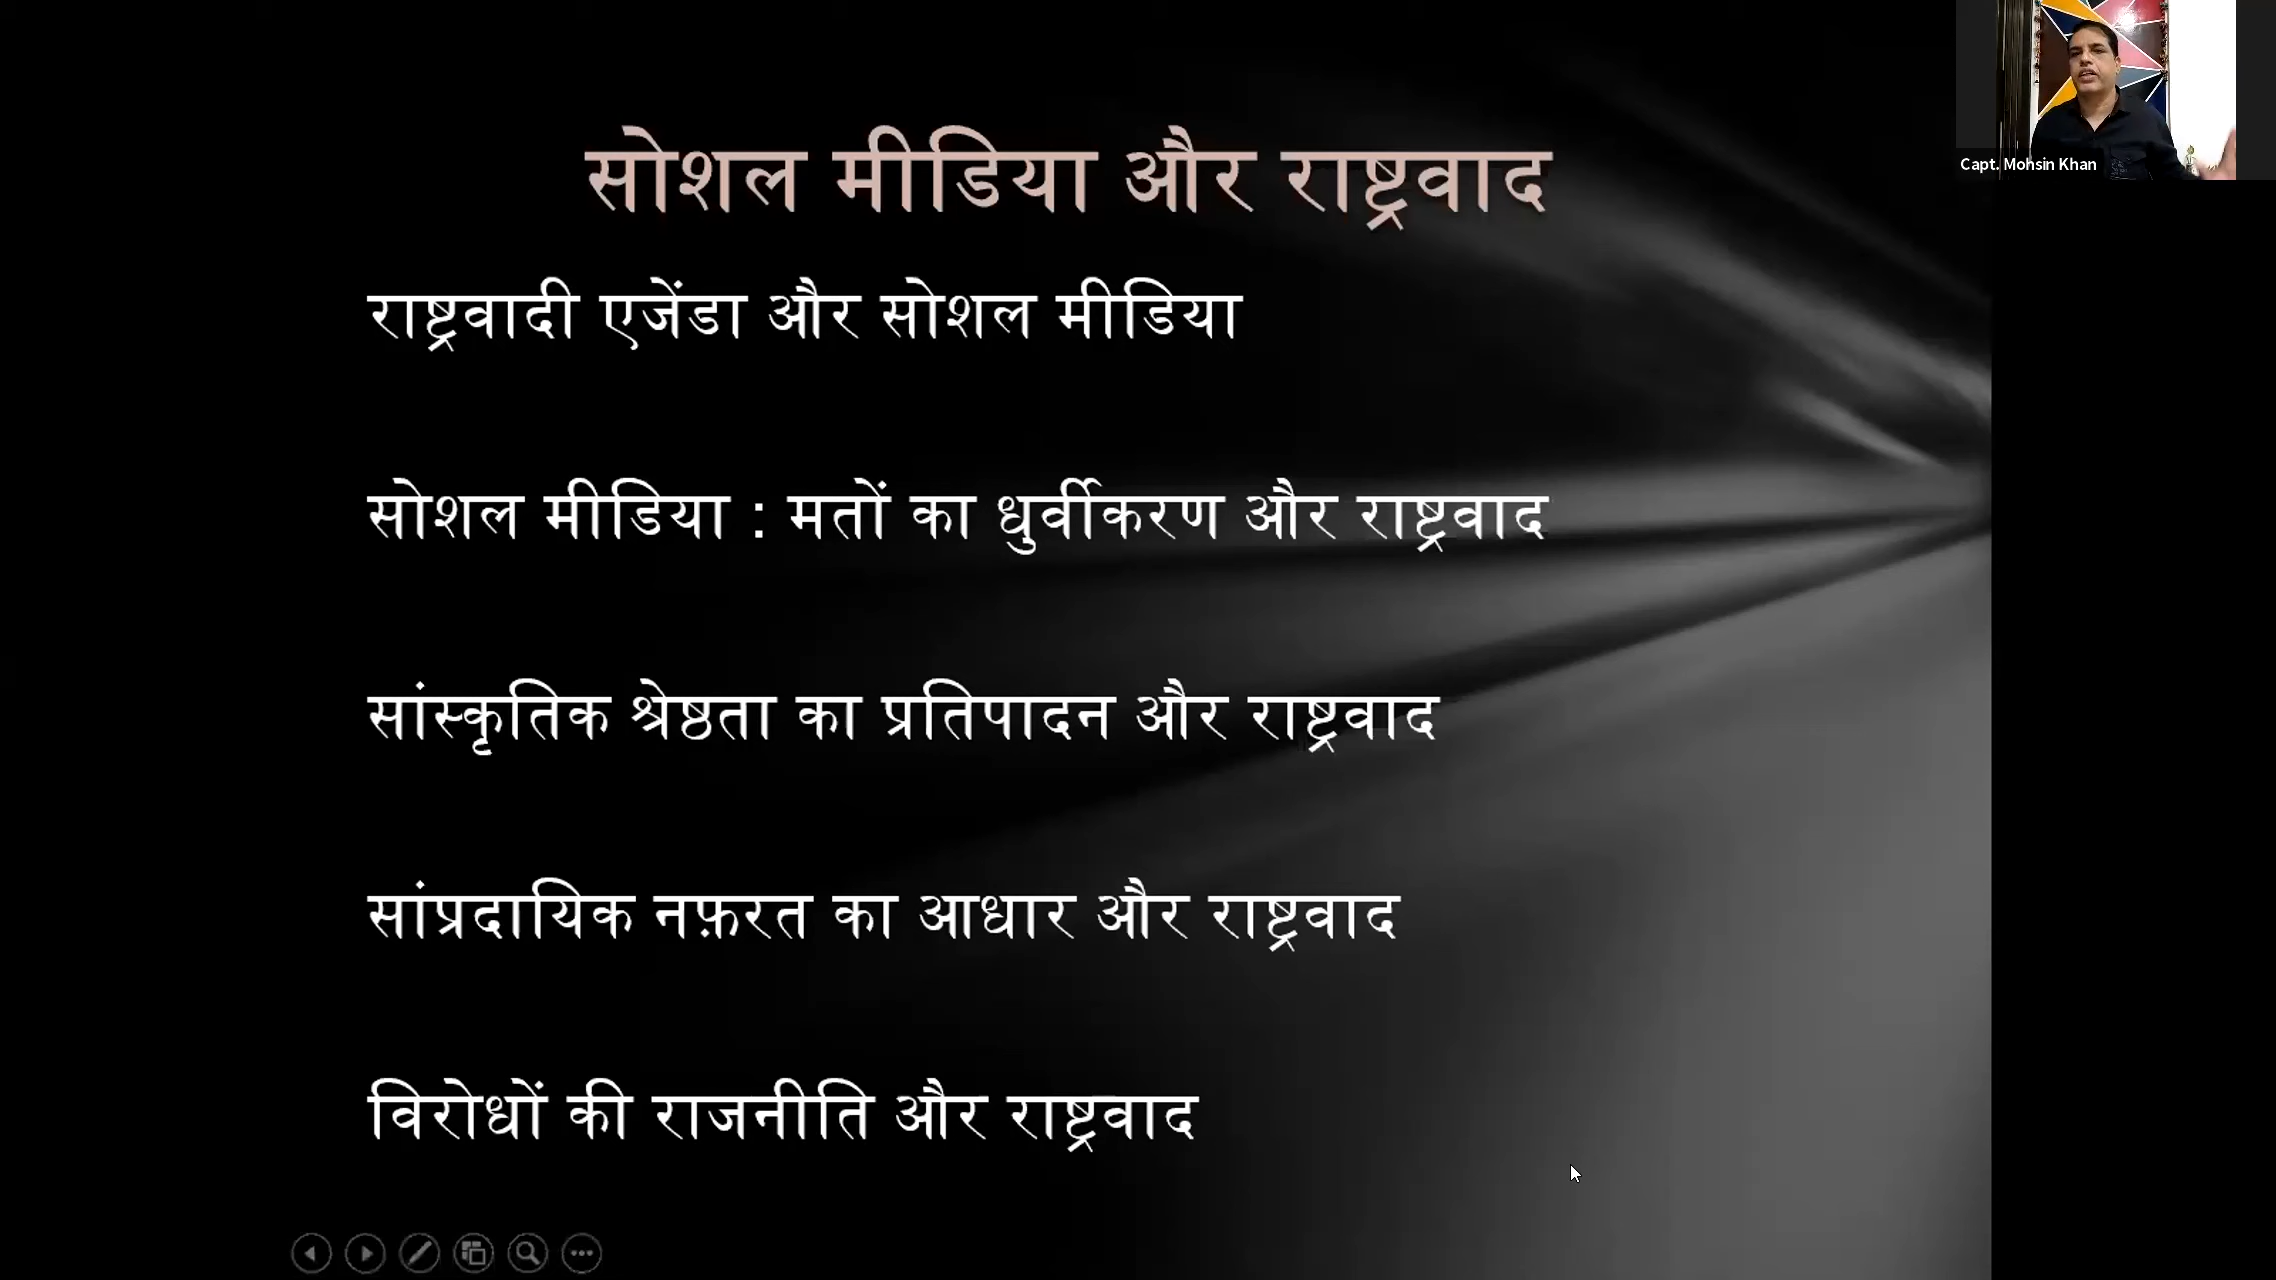 सोशल मीडिया और राष्ट्रवाद
Capt. Mohsin Khan
राष्ट्रवादी एजेंडा और सोशल मीडिया
सोशल मीडिया : मतों का धुर्वीकरण और राष्ट्रवाद
सांस्कृतिक श्रेष्ठता का प्रतिपादन और राष्ट्रवाद
सांप्रदायिक नफ़रत का आधार और राष्ट्रवाद
विरोधों की राजनीति और राष्ट्रवाद